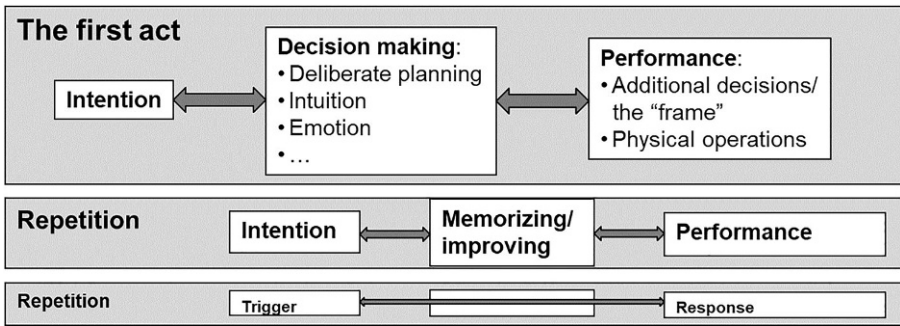 The first act
Intention
Decision making:
• Deliberate planning
• Intuition
• Emotion
• …
Performance:
• Additional decisions/
the “frame”
• Physical operations
Repetition
Intention
Memorizing/
improving
Performance
Repetition
Trigger
Response